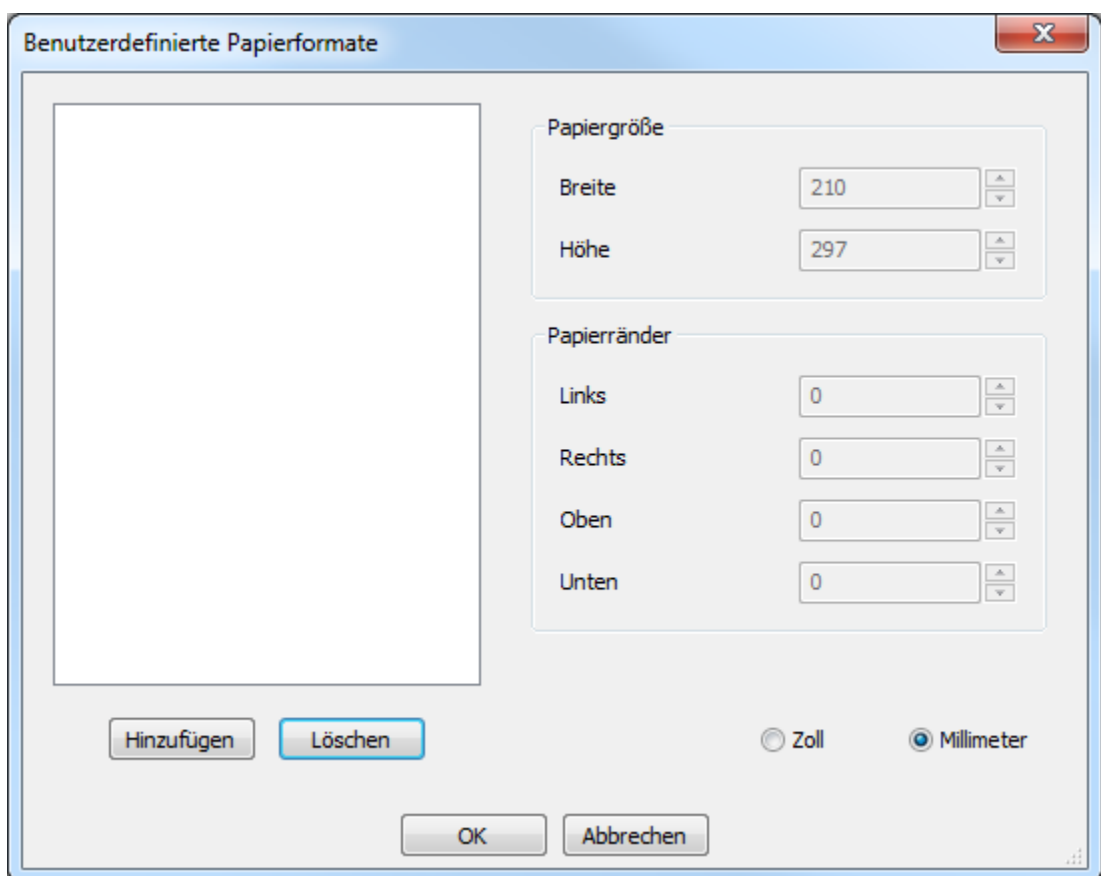 Benutzerdefinierte Papierformate
Papiergröße
Breite 210
Höhe 297
Papierränder
Links 0
Rechts 0
Oben 0
Unten 0
Hinzufügen Löschen Zoll Millimeter
OK Abbrechen